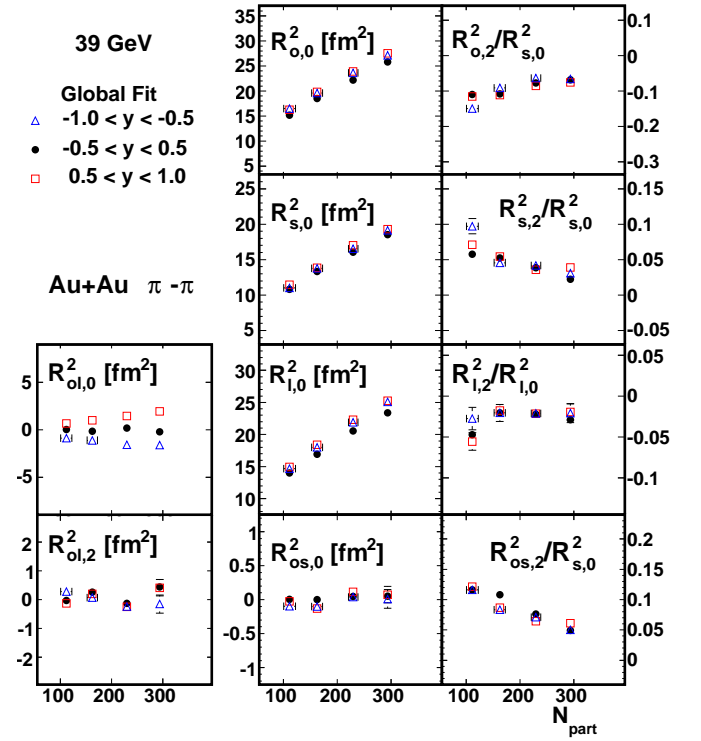 39 GeV
Global Fit
-1.0 < y < -0.5
-0.5 < y < 0.5
0.5 < y < 1.0
Au+Au π -π
R²o,0 [fm²]
35
30
25
20
15
10
5
R²o,2/R²s,0
0.1
0
-0.1
-0.2
-0.3
R²s,0 [fm²]
25
20
15
10
5
R²s,2/R²s,0
0.15
0.1
0.05
0
-0.05
R²ol,0 [fm²]
5
0
-5
R²l,0 [fm²]
30
25
20
15
10
R²l,2/R²l,0
0.05
0
-0.05
-0.1
R²ol,2 [fm²]
2
1
0
-1
-2
100 200 300
R²os,0 [fm²]
1
0.5
0
-0.5
-1
100 200 300
R²os,2/R²s,0
0.2
0.15
0.1
0.05
0
100 200 300
Npart